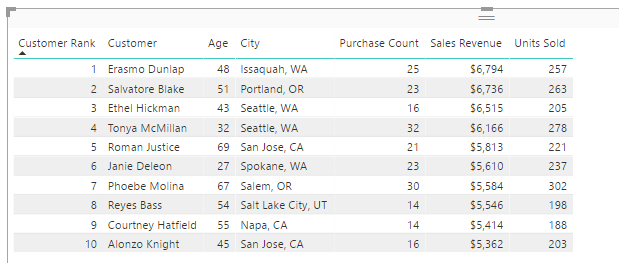 Customer Rank Customer Age City Purchase Count Sales Revenue Units Sold
1 Erasmo Dunlap 48 Issaquah, WA 25 $6,794 257
2 Salvatore Blake 51 Portland, OR 23 $6,736 263
3 Ethel Hickman 43 Seattle, WA 16 $6,515 205
4 Tonya McMillan 32 Seattle, WA 32 $6,166 278
5 Roman Justice 69 San Jose, CA 21 $5,813 221
6 Janie Deleon 27 Spokane, WA 23 $5,610 237
7 Phoebe Molina 67 Salem, OR 30 $5,584 302
8 Reyes Bass 54 Salt Lake City, UT 14 $5,546 198
9 Courtney Hatfield 55 Napa, CA 14 $5,414 188
10 Alonzo Knight 45 San Jose, CA 16 $5,362 203